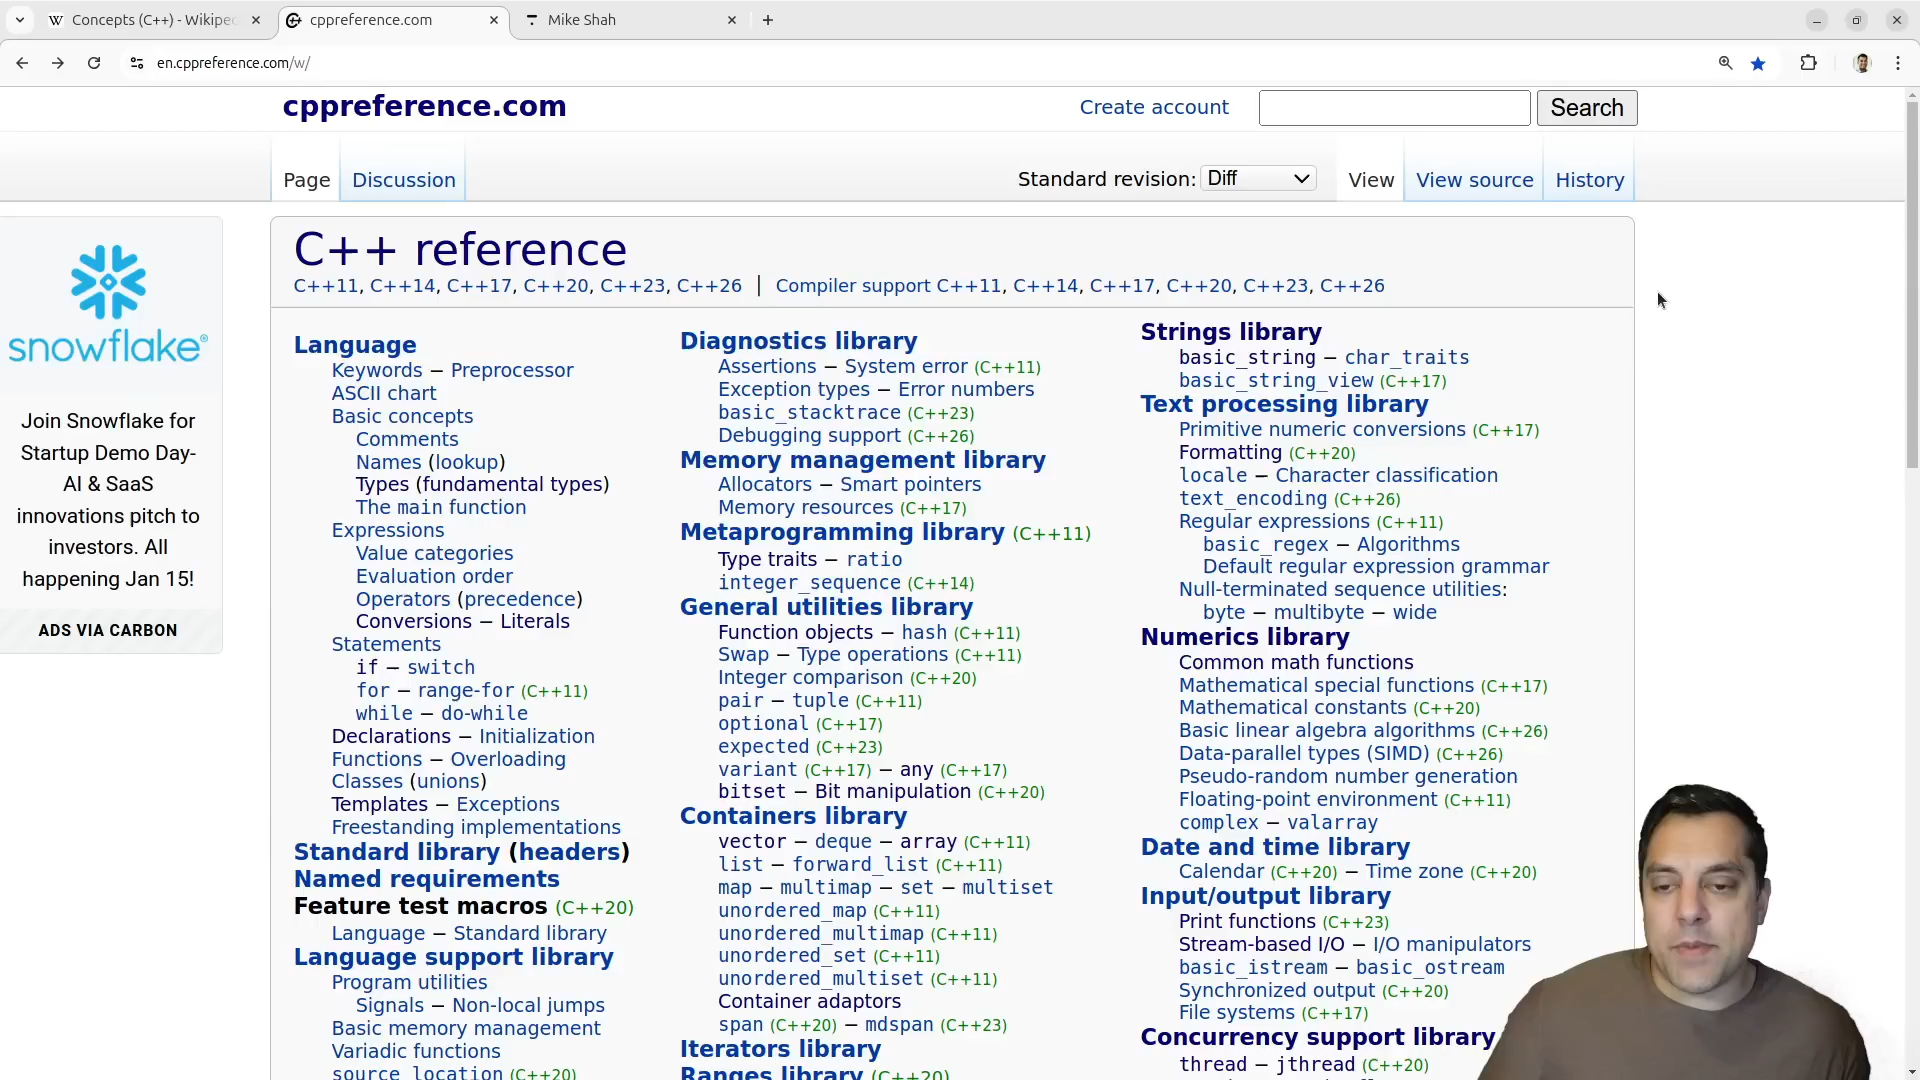 Concepts (C++) - Wikiped
cppreference.com
Mike Shah
en.cppreference.com/w/
cppreference.com
Create account
Search
Page
Discussion
Standard revision: Diff
View
View source
History
snowflake
Join Snowflake for
Startup Demo Day-
AI & SaaS
innovations pitch to
investors. All
happening Jan 15!
ADS VIA CARBON
C++ reference
C++11, C++14, C++17, C++20, C++23, C++26 | Compiler support C++11, C++14, C++17, C++20, C++23, C++26
Language
Keywords − Preprocessor
ASCII chart
Basic concepts
Comments
Names (lookup)
Types (fundamental types)
The main function
Expressions
Value categories
Evaluation order
Operators (precedence)
Conversions − Literals
Statements
if − switch
for − range-for (C++11)
while − do-while
Declarations − Initialization
Functions − Overloading
Classes (unions)
Templates − Exceptions
Freestanding implementations
Standard library (headers)
Named requirements
Feature test macros (C++20)
Language − Standard library
Language support library
Program utilities
Signals − Non-local jumps
Basic memory management
Variadic functions
source_location (C++20)
Diagnostics library
Assertions − System error (C++11)
Exception types − Error numbers
basic_stacktrace (C++23)
Debugging support (C++26)
Memory management library
Allocators − Smart pointers
Memory resources (C++17)
Metaprogramming library (C++11)
Type traits − ratio
integer_sequence (C++14)
General utilities library
Function objects − hash (C++11)
Swap − Type operations (C++11)
Integer comparison (C++20)
pair − tuple (C++11)
optional (C++17)
expected (C++23)
variant (C++17) − any (C++17)
bitset − Bit manipulation (C++20)
Containers library
vector − deque − array (C++11)
list − forward_list (C++11)
map − multimap − set − multiset
unordered_map (C++11)
unordered_multimap (C++11)
unordered_set (C++11)
unordered_multiset (C++11)
Container adaptors
span (C++20) − mdspan (C++23)
Iterators library
Ranges library (C++20)
Strings library
basic_string − char_traits
basic_string_view (C++17)
Text processing library
Primitive numeric conversions (C++17)
Formatting (C++20)
locale − Character classification
text_encoding (C++26)
Regular expressions (C++11)
basic_regex − Algorithms
Default regular expression grammar
Null-terminated sequence utilities:
byte − multibyte − wide
Numerics library
Common math functions
Mathematical special functions (C++17)
Mathematical constants (C++20)
Basic linear algebra algorithms (C++26)
Data-parallel types (SIMD) (C++26)
Pseudo-random number generation
Floating-point environment (C++11)
complex − valarray
Date and time library
Calendar (C++20) − Time zone (C++20)
Input/output library
Print functions (C++23)
Stream-based I/O − I/O manipulators
basic_istream − basic_ostream
Synchronized output (C++20)
File systems (C++17)
Concurrency support library
thread − jthread (C++20)